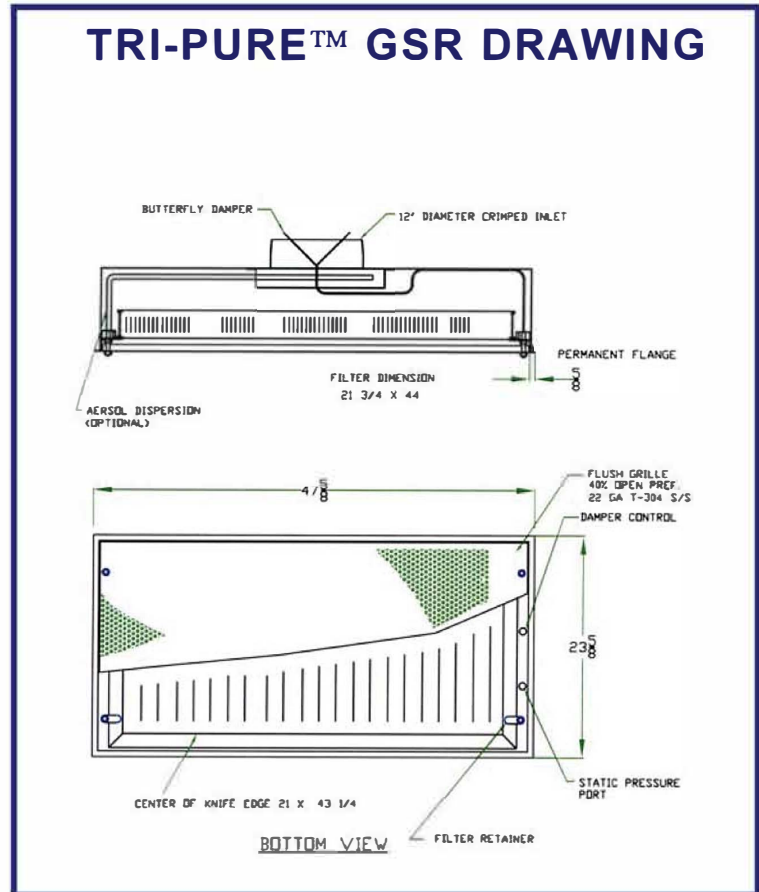 TRI-PURE™ GSR DRAWING
BUTTERFLY DAMPER
12" DIAMETER CRIMPED INLET
PERMANENT FLANGE
5/8
FILTER DIMENSION
21 3/4 X 44
AERSOL DISPERSION
(OPTIONAL)
FLUSH GRILLE
40% OPEN PREF.
22 GA T-304 S/S
DAMPER CONTROL
47 5/8
23 5/8
STATIC PRESSURE
PORT
CENTER OF KNIFE EDGE 21 X 43 1/4
FILTER RETAINER
BOTTOM VIEW